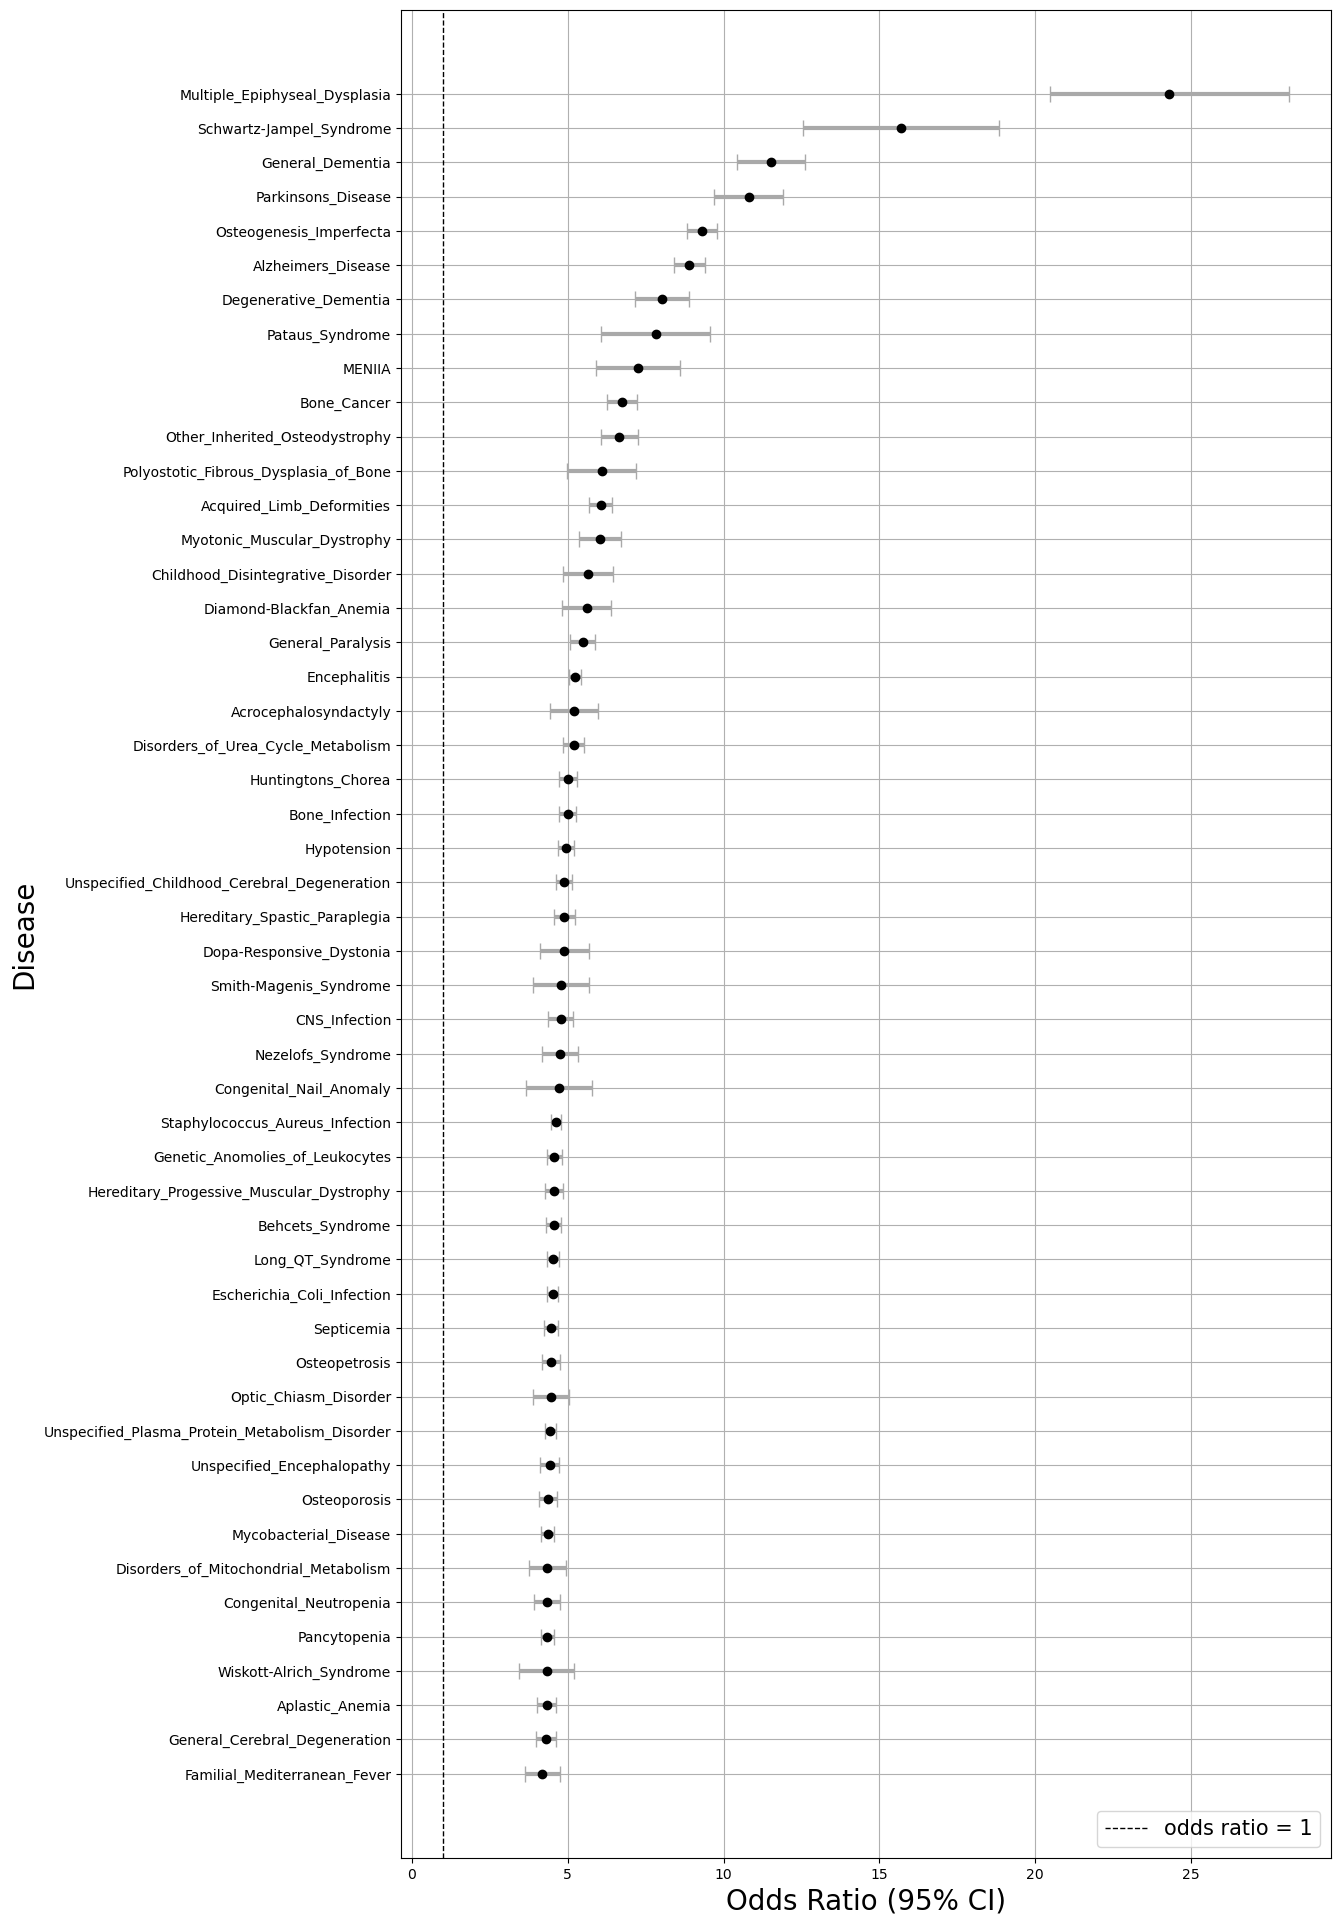 Multiple_Epiphyseal_Dysplasia
Schwartz-Jampel_Syndrome
General_Dementia
Parkinsons_Disease
Osteogenesis_Imperfecta
Alzheimers_Disease
Degenerative_Dementia
Pataus_Syndrome
MENIIA
Bone_Cancer
Other_Inherited_Osteodystrophy
Polyostotic_Fibrous_Dysplasia_of_Bone
Acquired_Limb_Deformities
Myotonic_Muscular_Dystrophy
Childhood_Disintegrative_Disorder
Diamond-Blackfan_Anemia
General_Paralysis
Encephalitis
Acrocephalosyndactyly
Disorders_of_Urea_Cycle_Metabolism
Huntingtons_Chorea
Bone_Infection
Hypotension
Unspecified_Childhood_Cerebral_Degeneration
Hereditary_Spastic_Paraplegia
Dopa-Responsive_Dystonia
Smith-Magenis_Syndrome
CNS_Infection
Nezelofs_Syndrome
Congenital_Nail_Anomaly
Staphylococcus_Aureus_Infection
Genetic_Anomolies_of_Leukocytes
Hereditary_Progessive_Muscular_Dystrophy
Behcets_Syndrome
Long_QT_Syndrome
Escherichia_Coli_Infection
Septicemia
Osteopetrosis
Optic_Chiasm_Disorder
Unspecified_Plasma_Protein_Metabolism_Disorder
Unspecified_Encephalopathy
Osteoporosis
Mycobacterial_Disease
Disorders_of_Mitochondrial_Metabolism
Congenital_Neutropenia
Pancytopenia
Wiskott-Alrich_Syndrome
Aplastic_Anemia
General_Cerebral_Degeneration
Familial_Mediterranean_Fever
Disease
odds ratio = 1
0 5 10 15 20 25
Odds Ratio (95% CI)